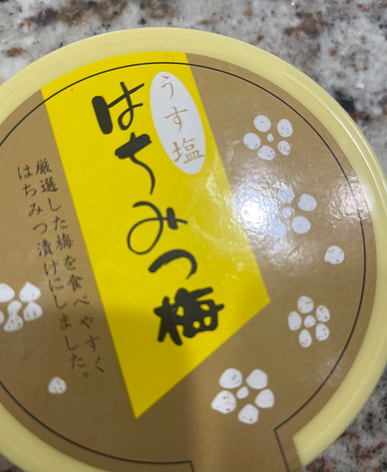 うす塩
はちみつ梅
厳選した梅を食べやすく
はちみつ漬けにしました。